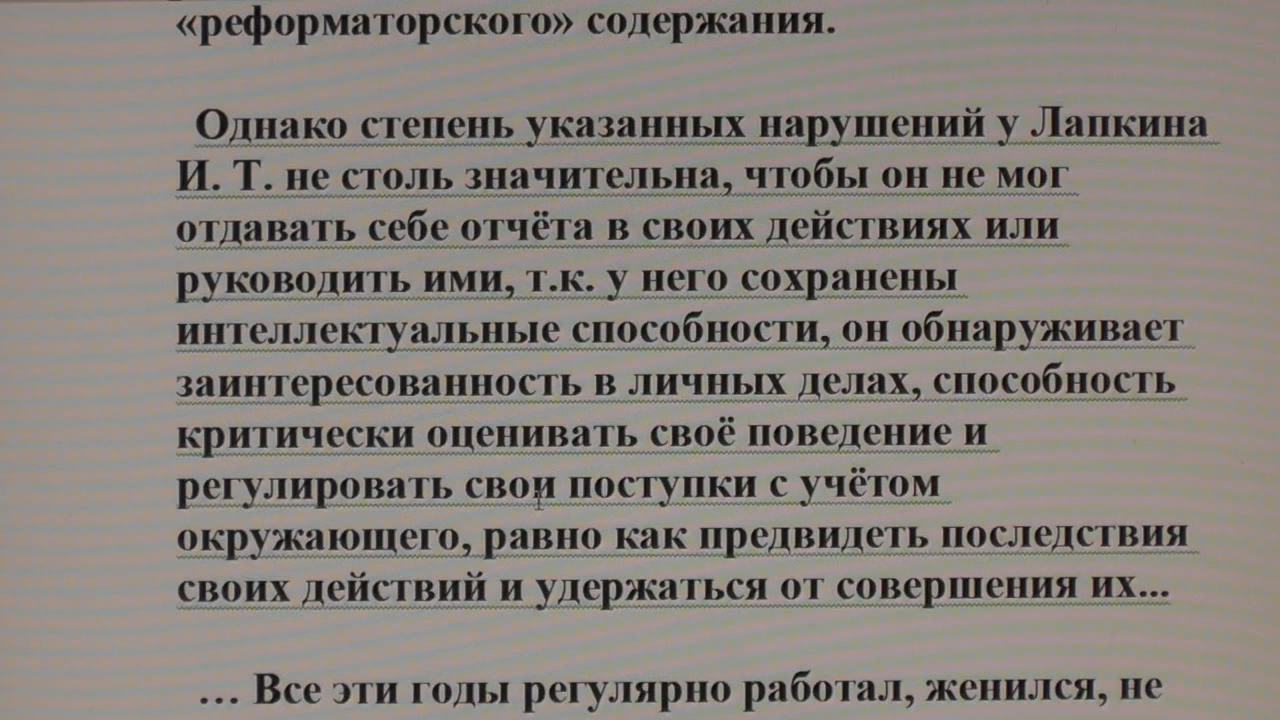 «реформаторского» содержания.
Однако степень указанных нарушений у Лапкина
И. Т. не столь значительна, чтобы он не мог
отдавать себе отчёта в своих действиях или
руководить ими, т.к. у него сохранены
интеллектуальные способности, он обнаруживает
заинтересованность в личных делах, способность
критически оценивать своё поведение и
регулировать свои поступки с учётом
окружающего, равно как предвидеть последствия
своих действий и удержаться от совершения их...
… Все эти годы регулярно работал, женился, не